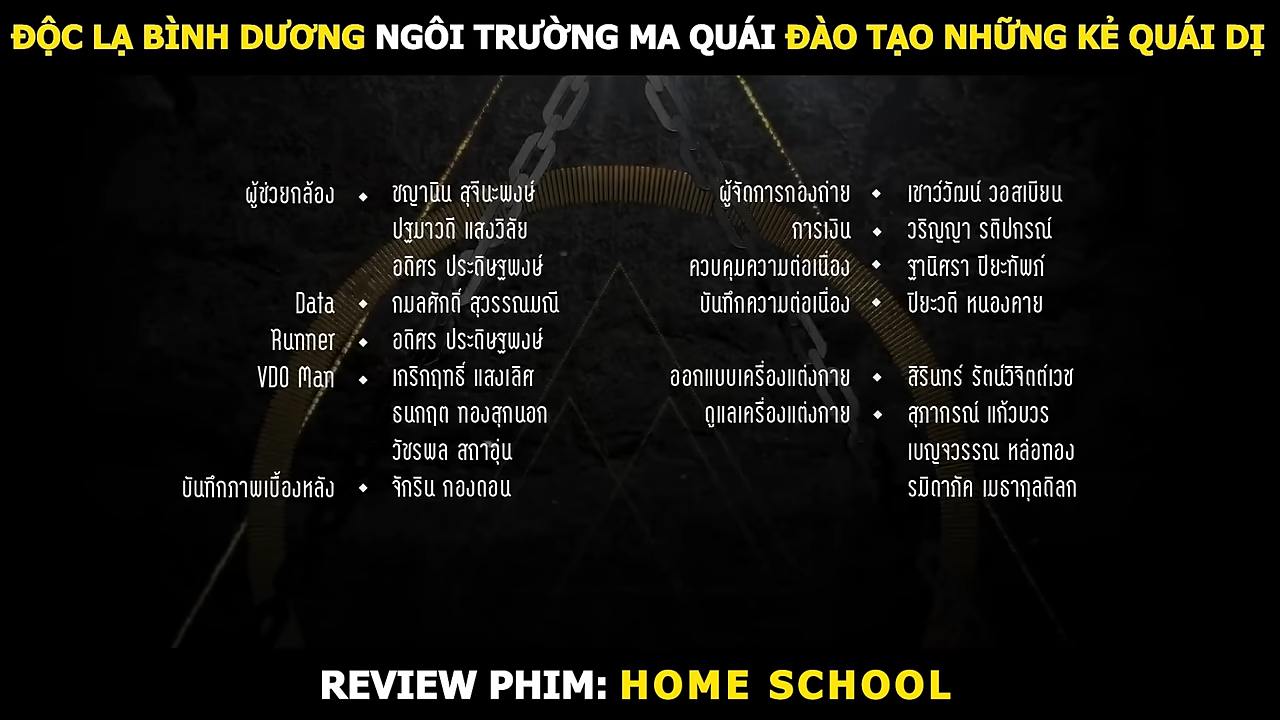 ĐỘC LẠ BÌNH DƯƠNG NGÔI TRƯỜNG MA QUÁI ĐÀO TẠO NHỮNG KẺ QUÁI DỊ
ผู้ช่วยกล้อง ◆ ชญานิน สุจินะพงษ์
ปฐมาวดี แสงวิลัย
อดิศร ประดิษฐพงษ์
Data ◆ กมลศักดิ์ สุวรรณมณี
Runner ◆ อดิศร ประดิษฐพงษ์
VDO Man ◆ เกริกฤทธิ์ แสงเลิศ
ธนกฤต ทองสุกนอก
วัชรพล สถาอุ่น
บันทึกภาพเบื้องหลัง ◆ จักริน กองดอน
ผู้จัดการกองถ่าย ◆ เชาว์วัฒน์ วอสเบียน
การเงิน ◆ วริญญา รติปกรณ์
ควบคุมความต่อเนื่อง ◆ ฐานิศรา ปิยะทัพภ์
บันทึกความต่อเนื่อง ◆ ปิยะวดี หนองคาย
ออกแบบเครื่องแต่งกาย ◆ สิรินทร์ รัตน์วิจิตต์เวช
ดูแลเครื่องแต่งกาย ◆ สุภากรณ์ แก้วบวร
เบญจวรรณ หล่อทอง
รมิตาภัค เมธากุลดิลก
REVIEW PHIM: HOME SCHOOL